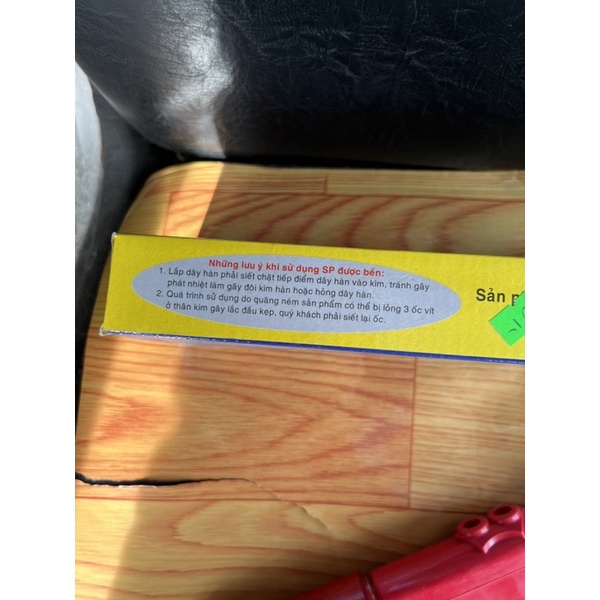 Những lưu ý khi sử dụng SP được bền:
1. Lắp dây hàn phải siết chặt tiếp điểm dây hàn vào kìm, tránh gây
phát nhiệt làm gãy đôi kìm hàn hoặc hỏng dây hàn.
2. Quá trình sử dụng do quăng ném sản phẩm có thể bị lỏng 3 ốc vít
ở thân kìm gây lắc đầu kẹp, quý khách phải siết lại ốc.
Sản